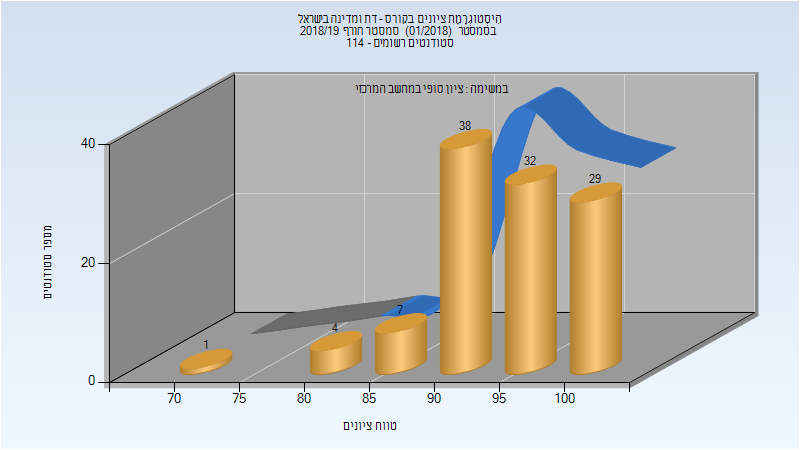 היסטוגרמת ציונים בקורס - דת ומדינה בישראל
בסמסטר (01/2018) סמסטר חורף 2018/19
סטודנטים רשומים - 114
במשימה : ציון סופי במחשב המרכזי
40
20
0
מספר סטודנטים
1
4
7
38
32
29
70
75
80
85
90
95
100
טווח ציונים